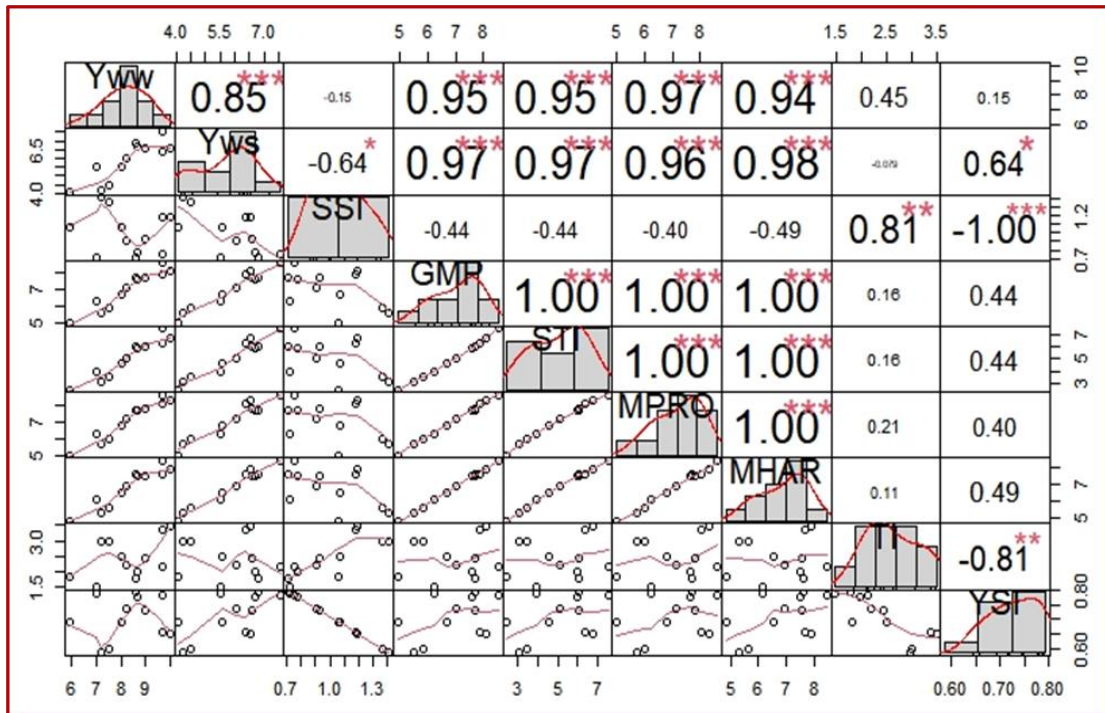 4.0 5.5 7.0 5 6 7 8 5 6 7 8 1.5 2.5 3.5
Yww 0.85*** -0.15 0.95*** 0.95*** 0.97*** 0.94*** 0.45 0.15 6 8 10
4.0 6.5 Yws -0.64* 0.97*** 0.97*** 0.96*** 0.98*** -0.079 0.64*
SSI -0.44 -0.44 -0.40 -0.49 0.81** -1.00*** 0.7 1.2
5 7 GMP 1.00*** 1.00*** 1.00*** 0.16 0.44
STI 1.00*** 1.00*** 0.16 0.44 3 5 7
5 7 MPRO 1.00*** 0.21 0.40
MHAR 0.11 0.49 5 7
1.5 3.0 -0.81**
YSI 0.60 0.80
6 7 8 9 0.7 1.0 1.3 3 5 7 5 6 7 8 0.60 0.70 0.80